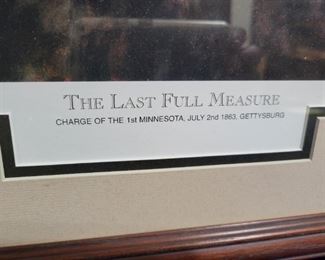 The Last Full Measure
CHARGE OF THE 1st MINNESOTA, JULY 2nd 1863, GETTYSBURG